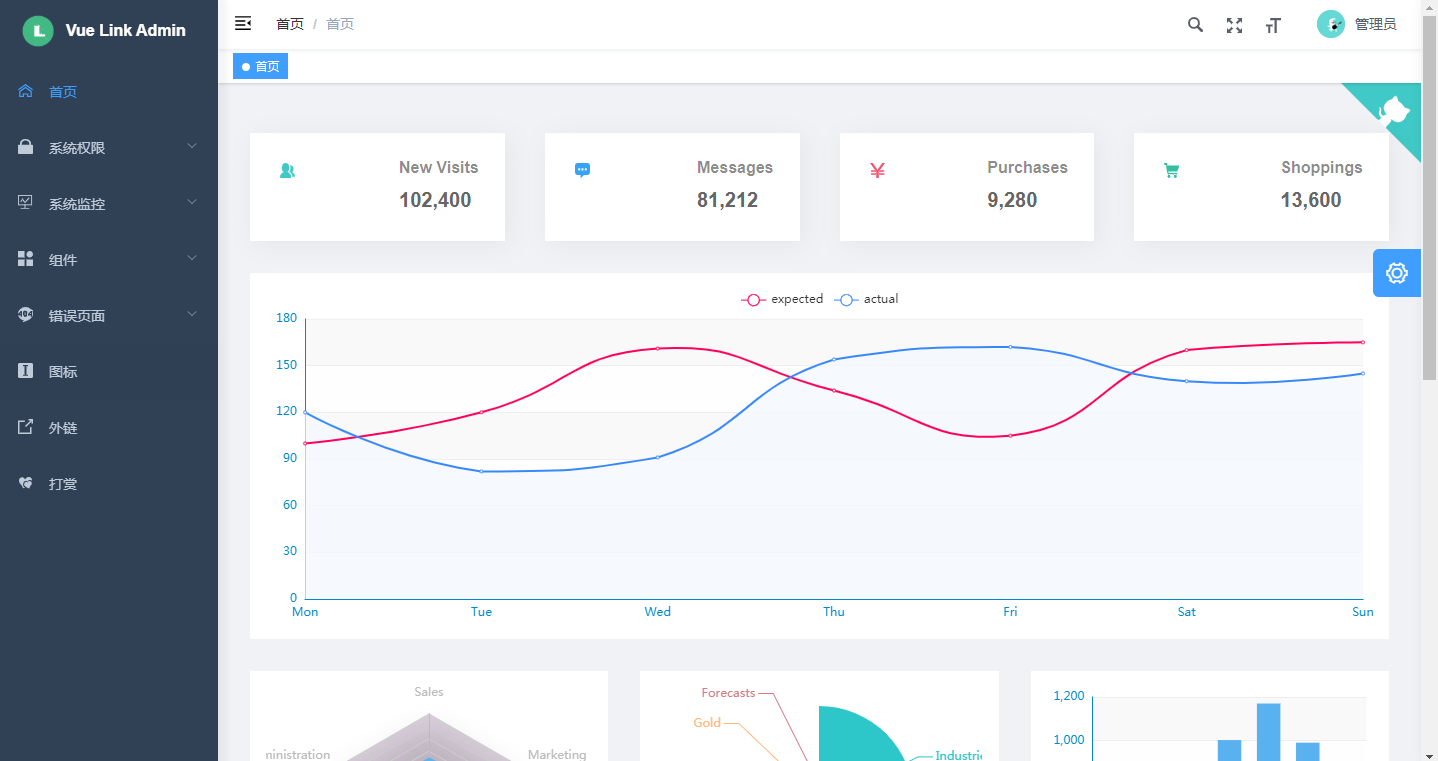 Vue Link Admin
首页
系统权限
系统监控
组件
错误页面
图标
外链
打赏
首页 / 首页
管理员
首页
New Visits
102,400
Messages
81,212
Purchases
9,280
Shoppings
13,600
expected actual
180
150
120
90
60
30
0
Mon Tue Wed Thu Fri Sat Sun
Sales
ninistration
Marketing
Forecasts
Gold
Industri
1,200
1,000